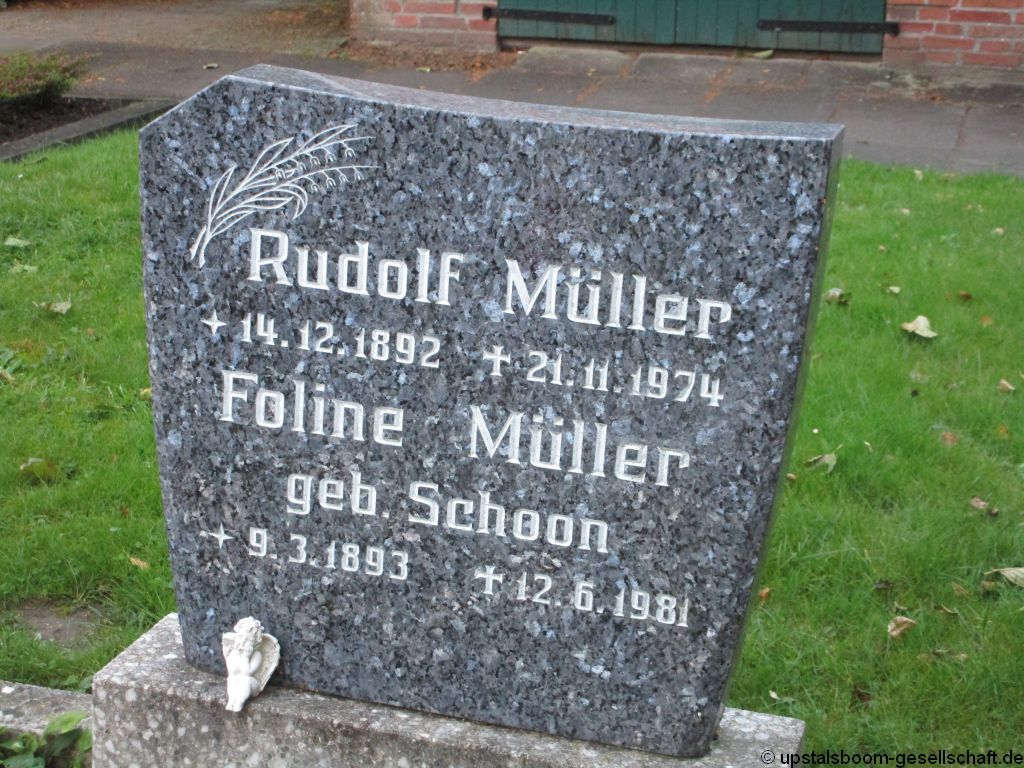 Rudolf Müller
14.12.1892 21.11.1974
Foline Müller
geb. Schoon
9.3.1893 12.6.1981
© upstalsboom-gesellschaft.de